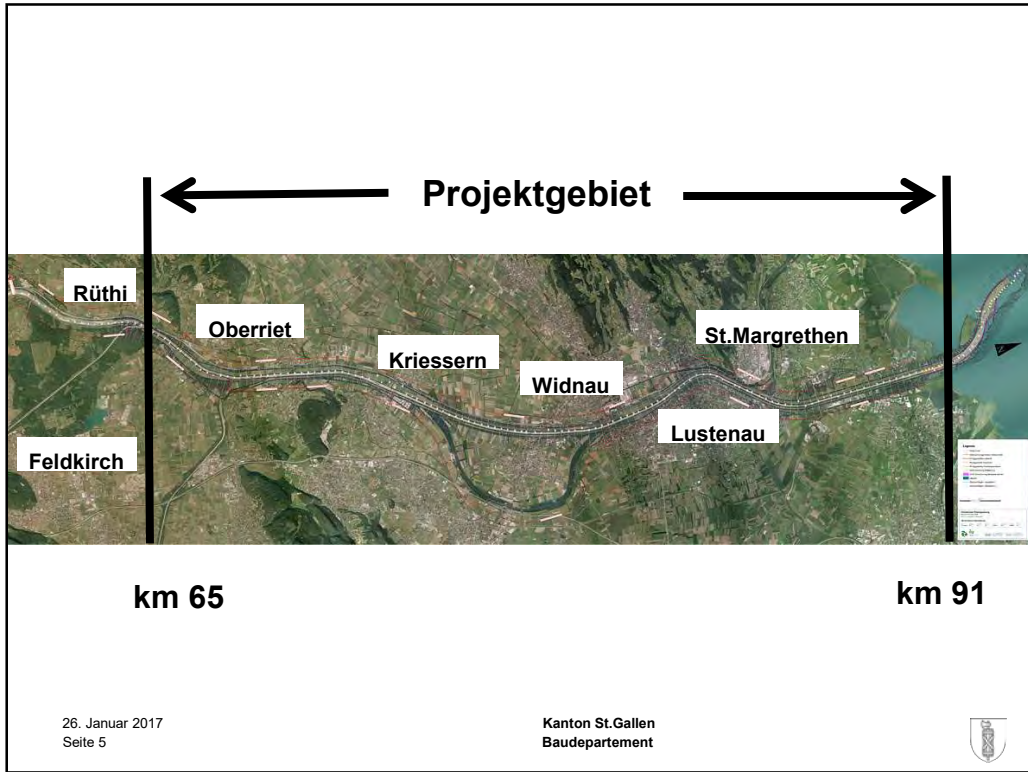 Projektgebiet
Rüthi
Oberriet
Kriessern
Widnau
St.Margrethen
Lustenau
Feldkirch
km 65
km 91
26. Januar 2017
Seite 5
Kanton St.Gallen
Baudepartement